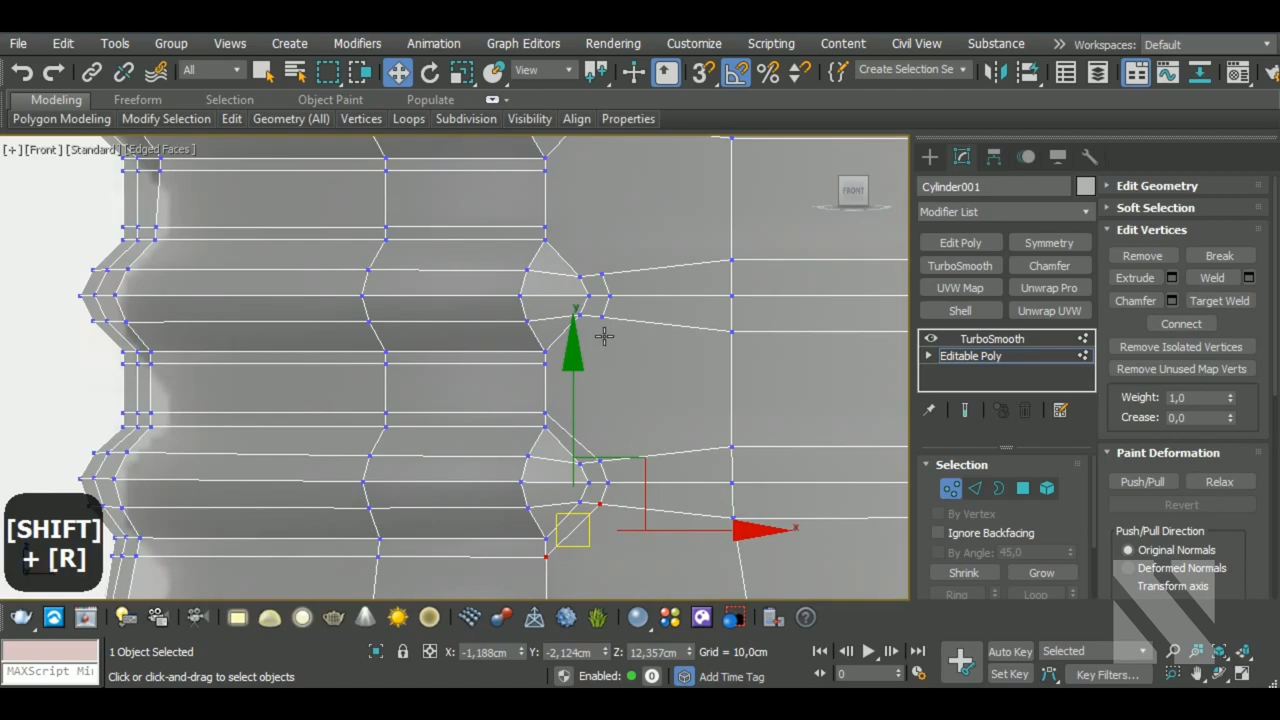 File Edit Tools Group Views Create Modifiers Animation Graph Editors Rendering Customize Scripting Content Civil View Substance Workspaces: Default
All View Create Selection Se
Modeling Freeform Selection Object Paint Populate
Polygon Modeling Modify Selection Edit Geometry (All) Vertices Loops Subdivision Visibility Align Properties
[+] [Front] [Standard] [Edged Faces]
FRONT
x
y
[SHIFT]
+ [R]
Cylinder001
Modifier List
Edit Poly Symmetry
TurboSmooth Chamfer
UVW Map Unwrap Pro
Shell Unwrap UVW
TurboSmooth
Editable Poly
Selection
By Vertex
Ignore Backfacing
By Angle: 45,0
Shrink Grow
Ring Loop
Edit Geometry
Soft Selection
Edit Vertices
Remove Break
Extrude Weld
Chamfer Target Weld
Connect
Remove Isolated Vertices
Remove Unused Map Verts
Weight: 1,0
Crease: 0,0
Paint Deformation
Push/Pull Relax
Revert
Push/Pull Direction
Original Normals
Deformed Normals
Transform axis
1 Object Selected X: -1,188cm Y: -2,124cm Z: 12,357cm Grid = 10,0cm Auto Key Selected
MAXScript Mi Click or click-and-drag to select objects Enabled: 0 Add Time Tag 0 Set Key Key Filters...